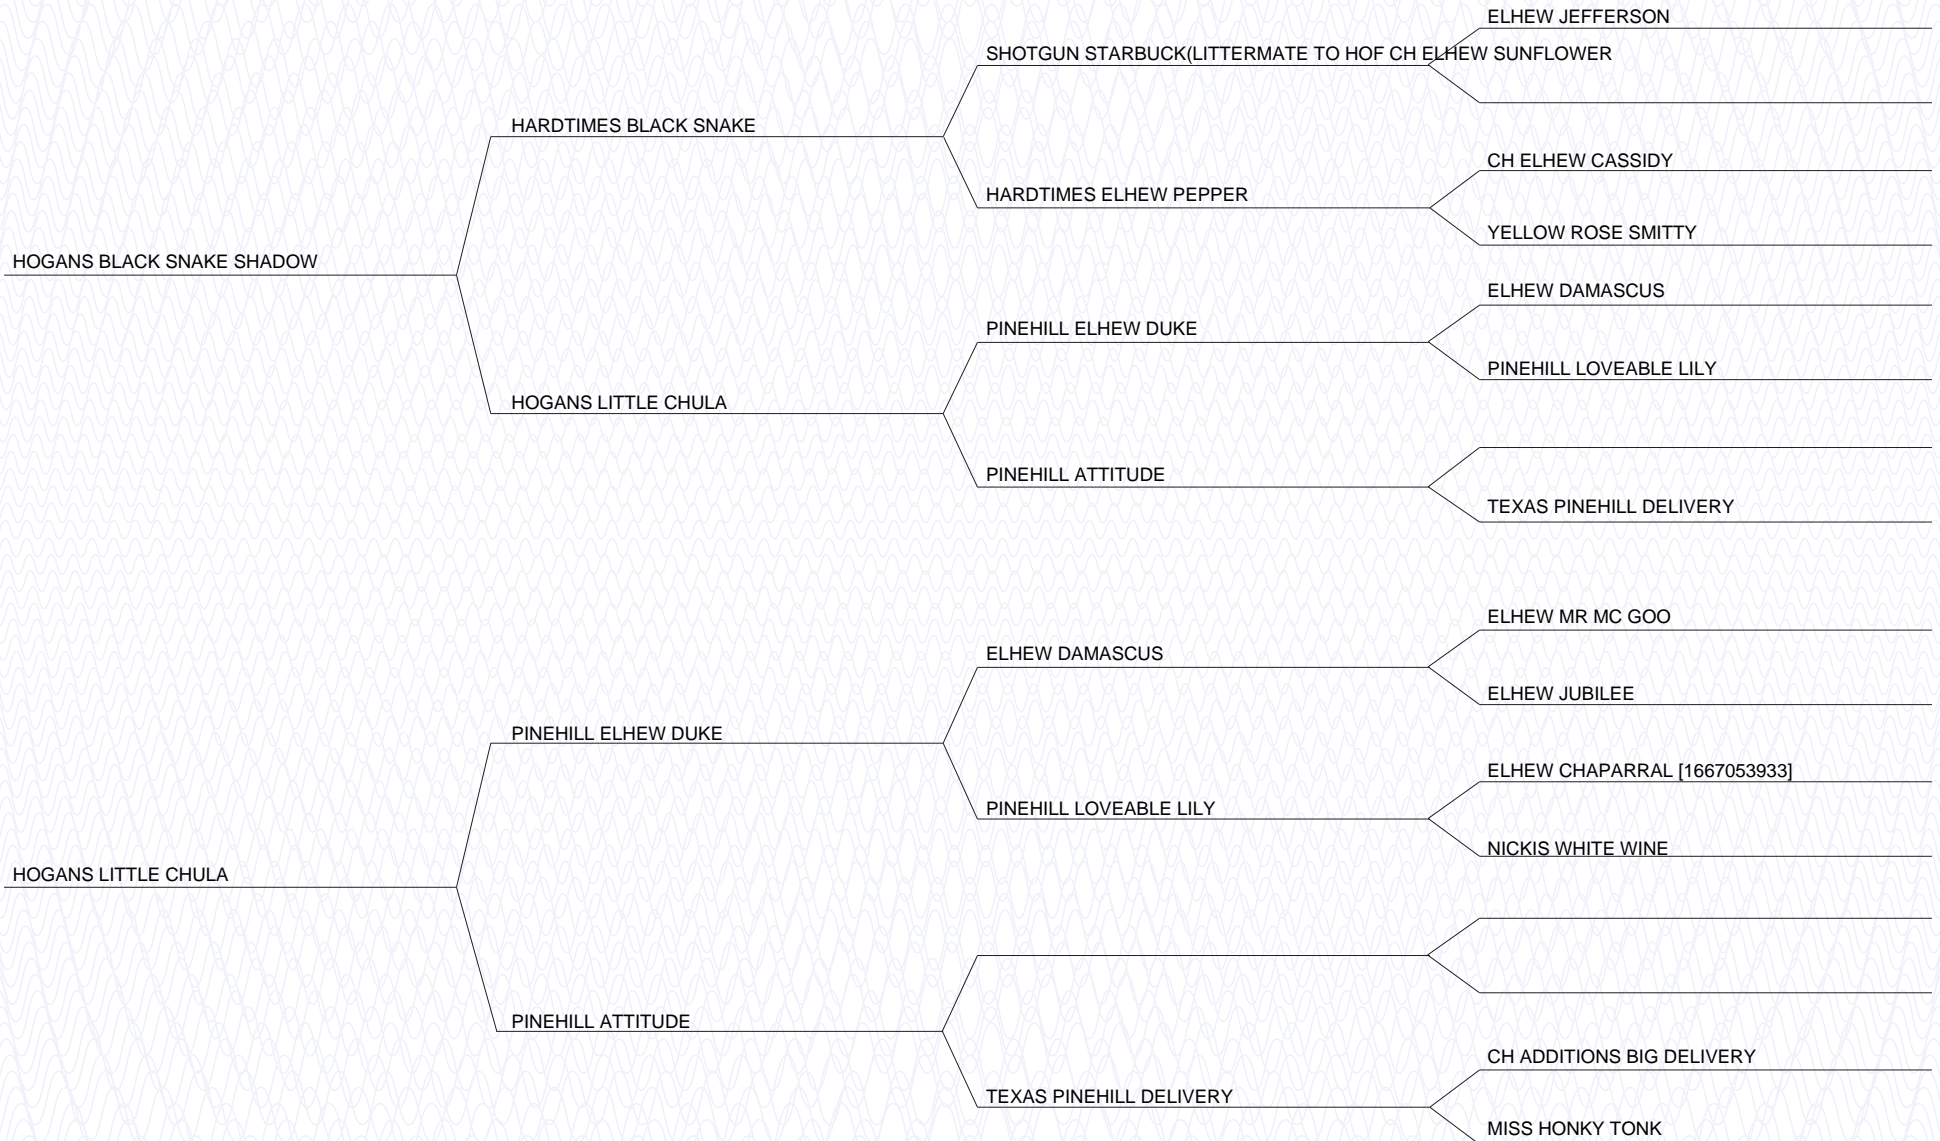 ELHEW JEFFERSON
SHOTGUN STARBUCK(LITTERMATE TO HOF CH ELHEW SUNFLOWER
HARDTIMES BLACK SNAKE
CH ELHEW CASSIDY
HARDTIMES ELHEW PEPPER
YELLOW ROSE SMITTY
HOGANS BLACK SNAKE SHADOW
ELHEW DAMASCUS
PINEHILL ELHEW DUKE
PINEHILL LOVEABLE LILY
HOGANS LITTLE CHULA
PINEHILL ATTITUDE
TEXAS PINEHILL DELIVERY
ELHEW MR MC GOO
ELHEW DAMASCUS
ELHEW JUBILEE
PINEHILL ELHEW DUKE
ELHEW CHAPARRAL [1667053933]
PINEHILL LOVEABLE LILY
NICKIS WHITE WINE
HOGANS LITTLE CHULA
PINEHILL ATTITUDE
CH ADDITIONS BIG DELIVERY
TEXAS PINEHILL DELIVERY
MISS HONKY TONK